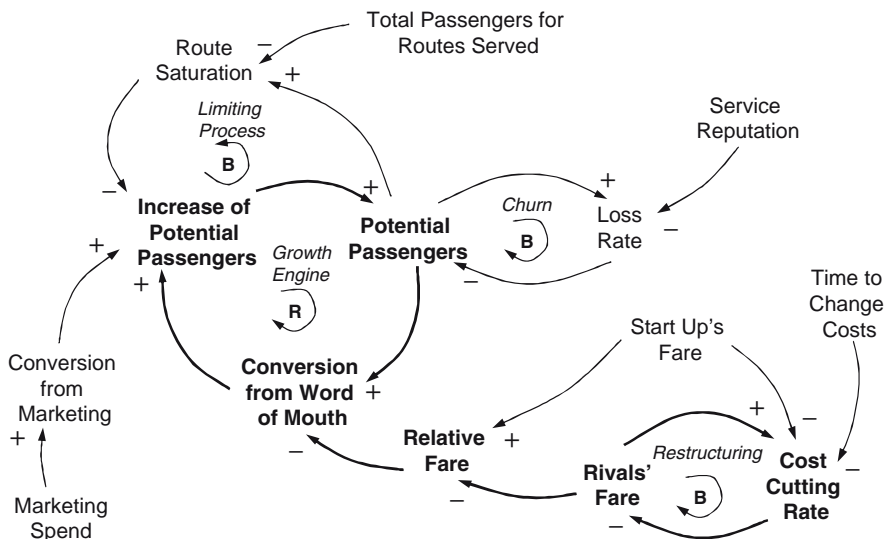 Total Passengers for
Routes Served
Route
Saturation
−
+
Limiting
Process
B
Service
Reputation
−
Increase of
Potential
Passengers
+
Potential
Passengers
Churn
B
+
Loss
Rate
−
+
+
Growth
Engine
R
−
Time to
Change
Costs
Start Up's
Fare
Conversion
from
Marketing
+
Conversion
from Word
of Mouth
+
−
Relative
Fare
+
−
Rivals'
Fare
Restructuring
B
+
−
Cost
Cutting
Rate
−
−
Marketing
Spend